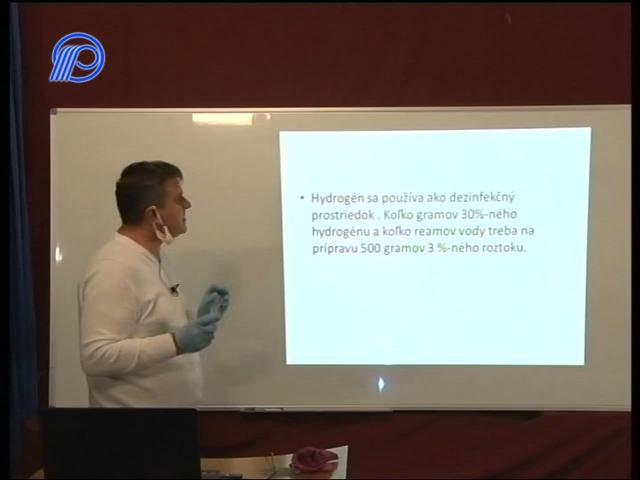 • Hydrogén sa používa ako dezinfekčný
prostriedok . Koľko gramov 30%-ného
hydrogénu a koľko reamov vody treba na
prípravu 500 gramov 3 %-ného roztoku.